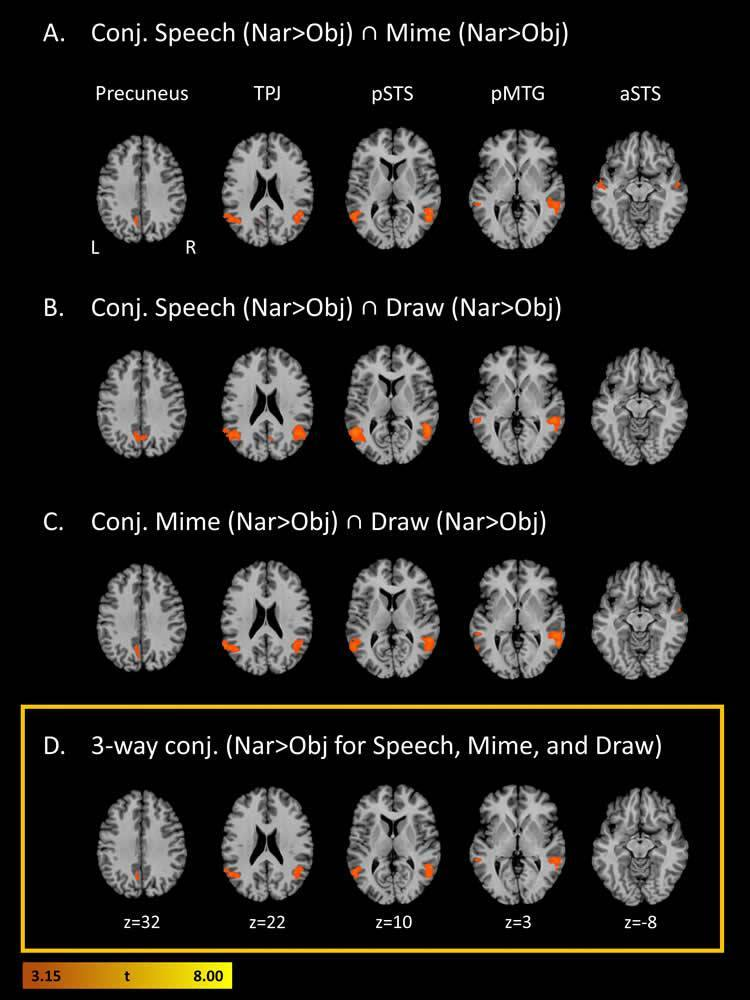 A. Conj. Speech (Nar>Obj) ∩ Mime (Nar>Obj)
Precuneus TPJ pSTS pMTG aSTS
L R
B. Conj. Speech (Nar>Obj) ∩ Draw (Nar>Obj)
C. Conj. Mime (Nar>Obj) ∩ Draw (Nar>Obj)
D. 3-way conj. (Nar>Obj for Speech, Mime, and Draw)
z=32 z=22 z=10 z=3 z=-8
3.15 t 8.00